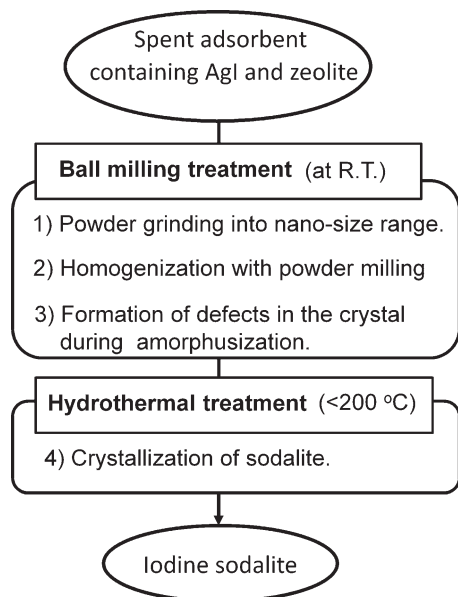 Spent adsorbent
containing AgI and zeolite
Ball milling treatment (at R.T.)
1) Powder grinding into nano-size range.
2) Homogenization with powder milling
3) Formation of defects in the crystal
during amorphusization.
Hydrothermal treatment (<200 °C)
4) Crystallization of sodalite.
Iodine sodalite